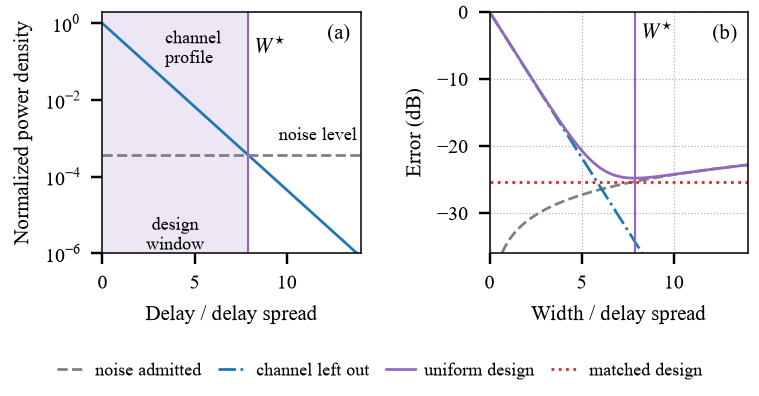 Normalized power density
10⁰
10⁻²
10⁻⁴
10⁻⁶
channel
profile
W⋆
(a)
noise level
design
window
0
5
10
Delay / delay spread
Error (dB)
0
−10
−20
−30
W⋆
(b)
0
5
10
Width / delay spread
noise admitted
channel left out
uniform design
matched design